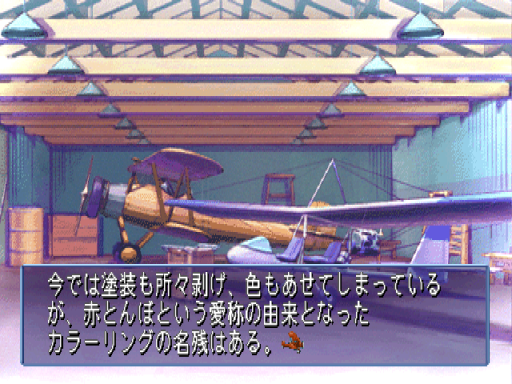 今では塗装も所々剥げ、色もあせてしまっている
が、赤とんぼという愛称の由来となった
カラーリングの名残はある。